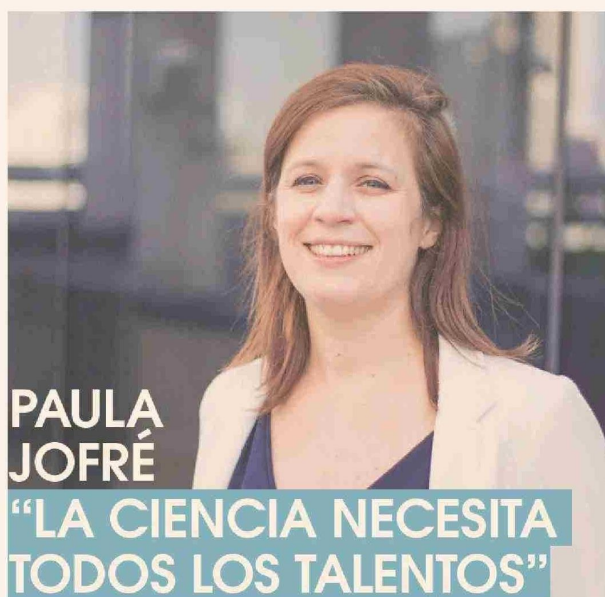 PAULA
JOFRÉ
“LA CIENCIA NECESITA
TODOS LOS TALENTOS”